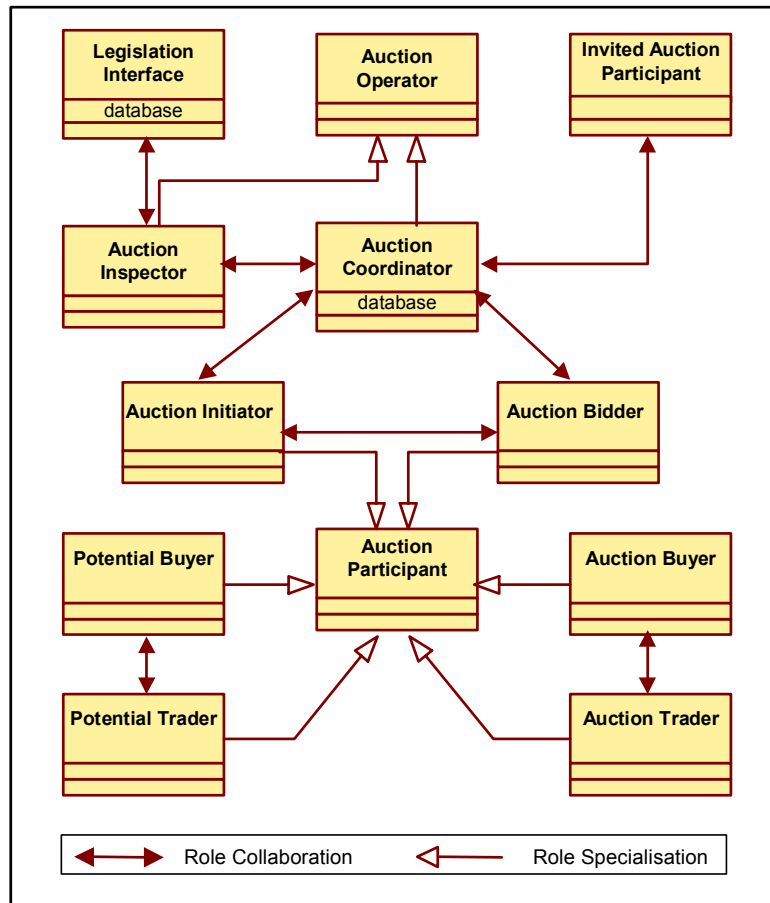 Legislation
Interface
database
Auction
Operator
Invited Auction
Participant
Auction
Inspector
Auction
Coordinator
database
Auction Initiator
Auction Bidder
Potential Buyer
Auction
Participant
Auction Buyer
Potential Trader
Auction Trader
Role Collaboration
Role Specialisation